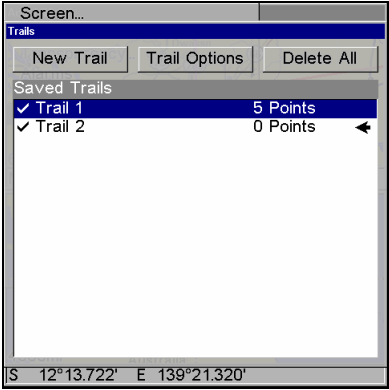 Screen...
Trails
New Trail Trail Options Delete All
Saved Trails
Trail 1 5 Points
Trail 2 0 Points
S 12°13.722' E 139°21.320'